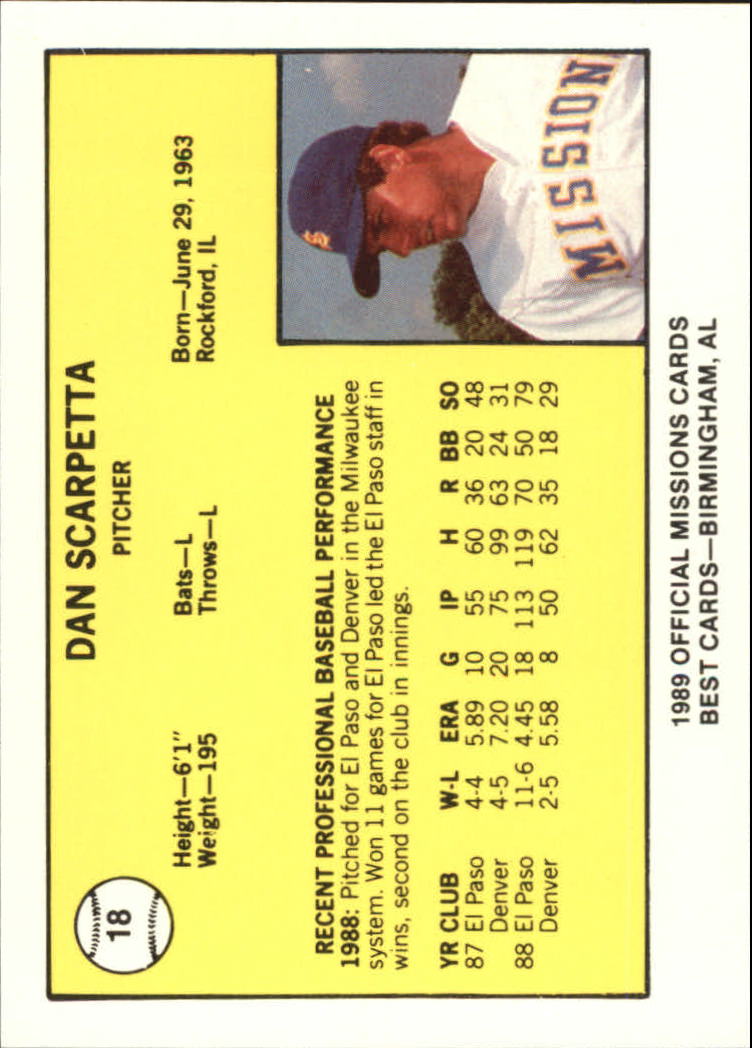 18
DAN SCARPETTA
PITCHER
Height—6'1" Bats—L Born—June 29, 1963
Weight—195 Throws—L Rockford, IL
RECENT PROFESSIONAL BASEBALL PERFORMANCE
1988: Pitched for El Paso and Denver in the Milwaukee
system. Won 11 games for El Paso led the El Paso staff in
wins, second on the club in innings.
YR CLUB W-L ERA G IP H R BB SO
87 El Paso 4-4 5.89 10 55 60 36 20 48
Denver 4-5 7.20 20 75 99 63 24 31
88 El Paso 11-6 4.45 18 113 119 70 50 79
Denver 2-5 5.58 8 50 62 35 18 29
MISSION
1989 OFFICIAL MISSIONS CARDS
BEST CARDS—BIRMINGHAM, AL